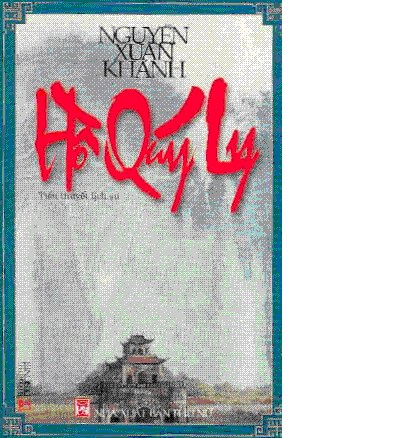 NGUYỄN
XUÂN
KHÁNH
Hồ Quý Ly
Tiểu thuyết lịch sử
NHÀ XUẤT BẢN PHỤ NỮ